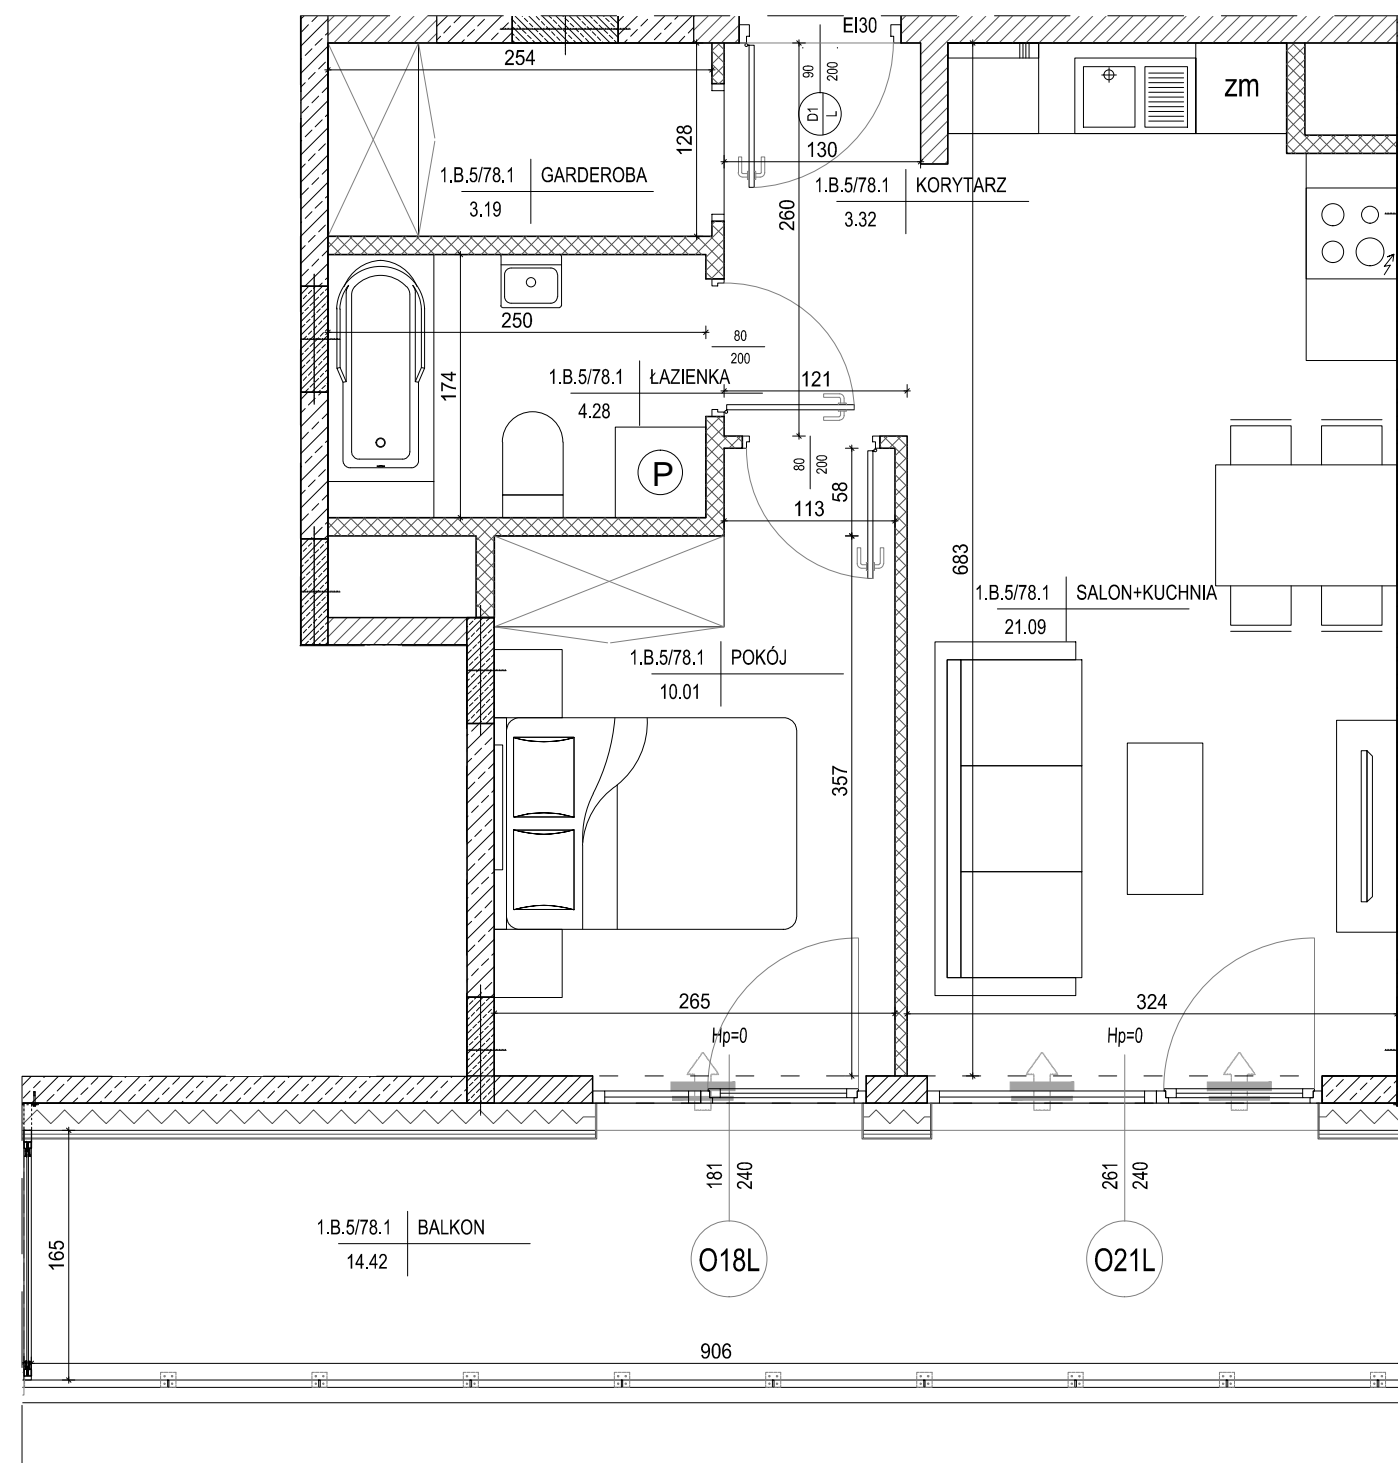 EI30
254
90
200
D1
L
zm
128
130
1.B.5/78.1 GARDEROBA
3.19
1.B.5/78.1 KORYTARZ
3.32
260
250
80
200
174
1.B.5/78.1 ŁAZIENKA
4.28
121
80
200
P
58
113
683
1.B.5/78.1 SALON+KUCHNIA
21.09
1.B.5/78.1 POKÓJ
10.01
357
265
324
Hp=0
Hp=0
181
240
261
240
1.B.5/78.1 BALKON
14.42
165
O18L
O21L
906